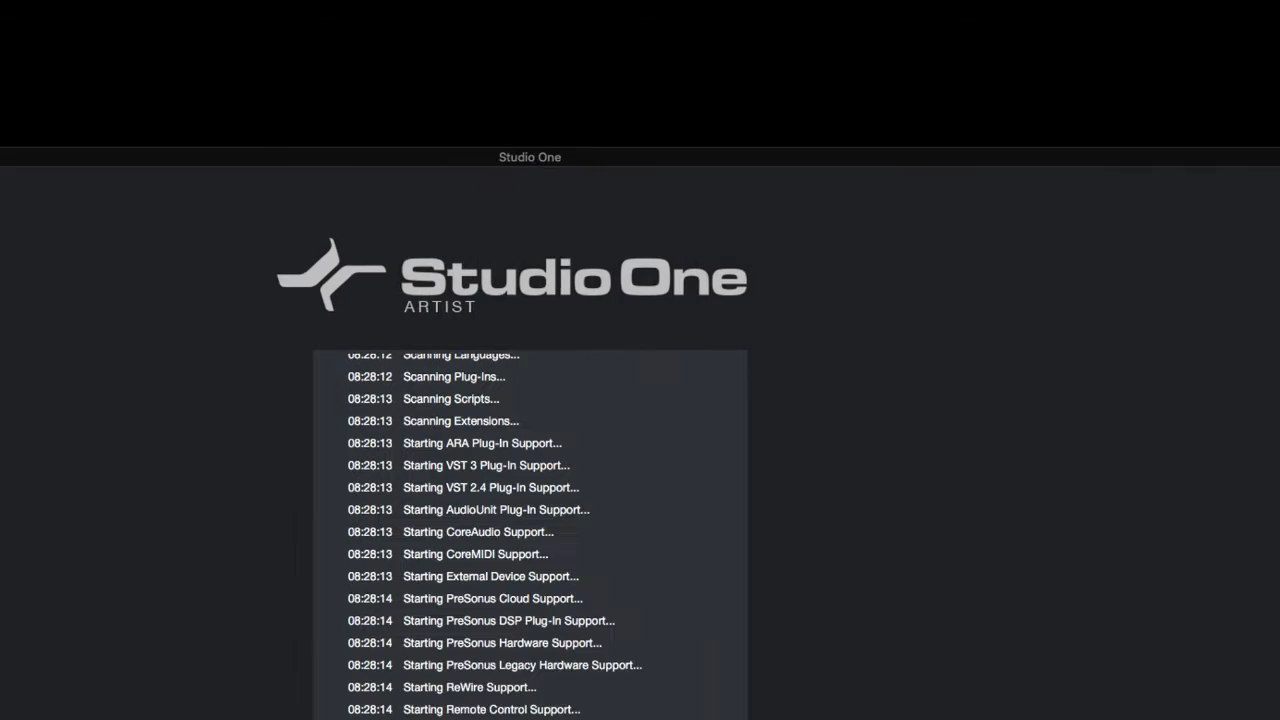 Studio One
Studio One
ARTIST
08:28:12 Scanning Languages...
08:28:12 Scanning Plug-Ins...
08:28:13 Scanning Scripts...
08:28:13 Scanning Extensions...
08:28:13 Starting ARA Plug-In Support...
08:28:13 Starting VST 3 Plug-In Support...
08:28:13 Starting VST 2.4 Plug-In Support...
08:28:13 Starting AudioUnit Plug-In Support...
08:28:13 Starting CoreAudio Support...
08:28:13 Starting CoreMIDI Support...
08:28:13 Starting External Device Support...
08:28:14 Starting PreSonus Cloud Support...
08:28:14 Starting PreSonus DSP Plug-In Support...
08:28:14 Starting PreSonus Hardware Support...
08:28:14 Starting PreSonus Legacy Hardware Support...
08:28:14 Starting ReWire Support...
08:28:14 Starting Remote Control Support...